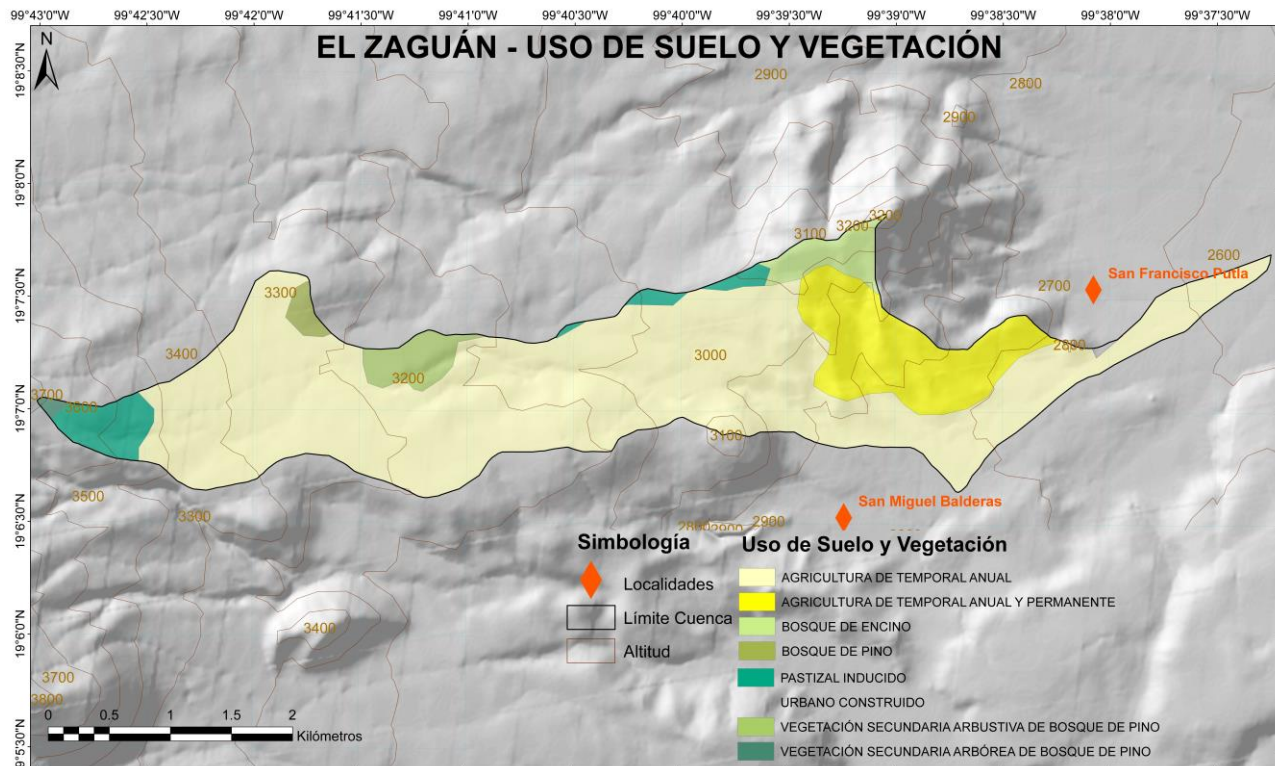 99°43'0"W 99°42'30"W 99°42'0"W 99°41'30"W 99°41'0"W 99°40'30"W 99°40'0"W 99°39'30"W 99°39'0"W 99°38'30"W 99°38'0"W 99°37'30"W
N
EL ZAGUÁN - USO DE SUELO Y VEGETACIÓN
19°8'30"N
2900
2800
2900
19°8'0"N
3200
3100
3200
2600
San Francisco Putla
19°7'30"N
3300
2700
3400
3000
2800
3200
3700
3600
19°7'0"N
3100
3500
San Miguel Balderas
3300
19°6'30"N
2800
2900
2900
Simbología
Localidades
Límite Cuenca
Altitud
Uso de Suelo y Vegetación
AGRICULTURA DE TEMPORAL ANUAL
AGRICULTURA DE TEMPORAL ANUAL Y PERMANENTE
BOSQUE DE ENCINO
BOSQUE DE PINO
PASTIZAL INDUCIDO
URBANO CONSTRUIDO
VEGETACIÓN SECUNDARIA ARBUSTIVA DE BOSQUE DE PINO
VEGETACIÓN SECUNDARIA ARBÓREA DE BOSQUE DE PINO
19°6'0"N
3400
3700
3800
0 0.5 1 1.5 2
Kilómetros
19°5'30"N